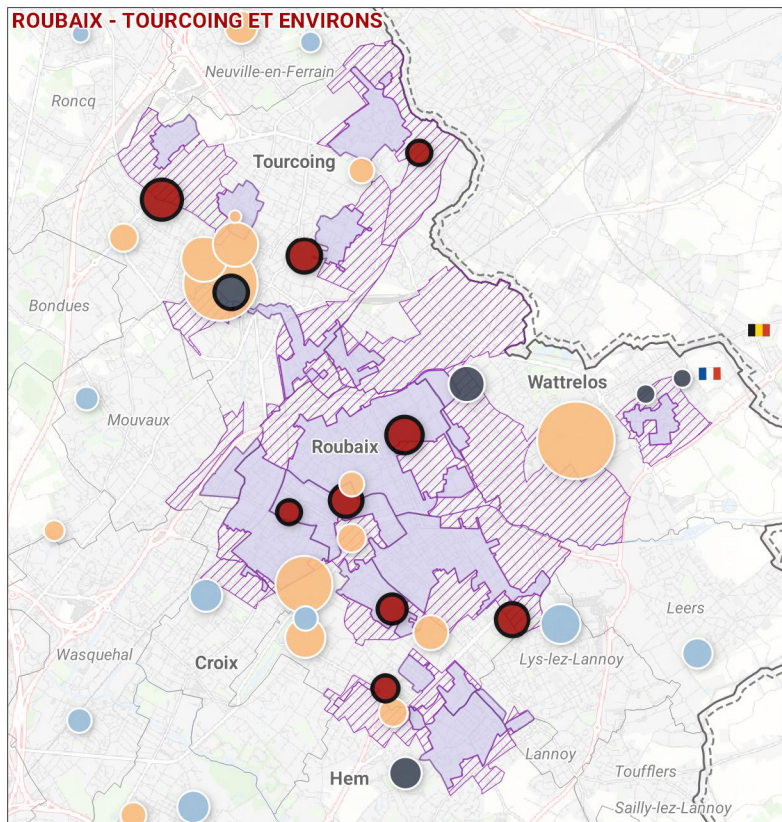 ROUBAIX - TOURCOING ET ENVIRONS
Neuville-en-Ferrain
Roncq
Tourcoing
Bondues
Wattrelos
Mouvaux
Roubaix
Leers
Wasquehal
Croix
Lys-lez-Lannoy
Lannoy
Hem
Toufflers
Sailly-lez-Lannoy